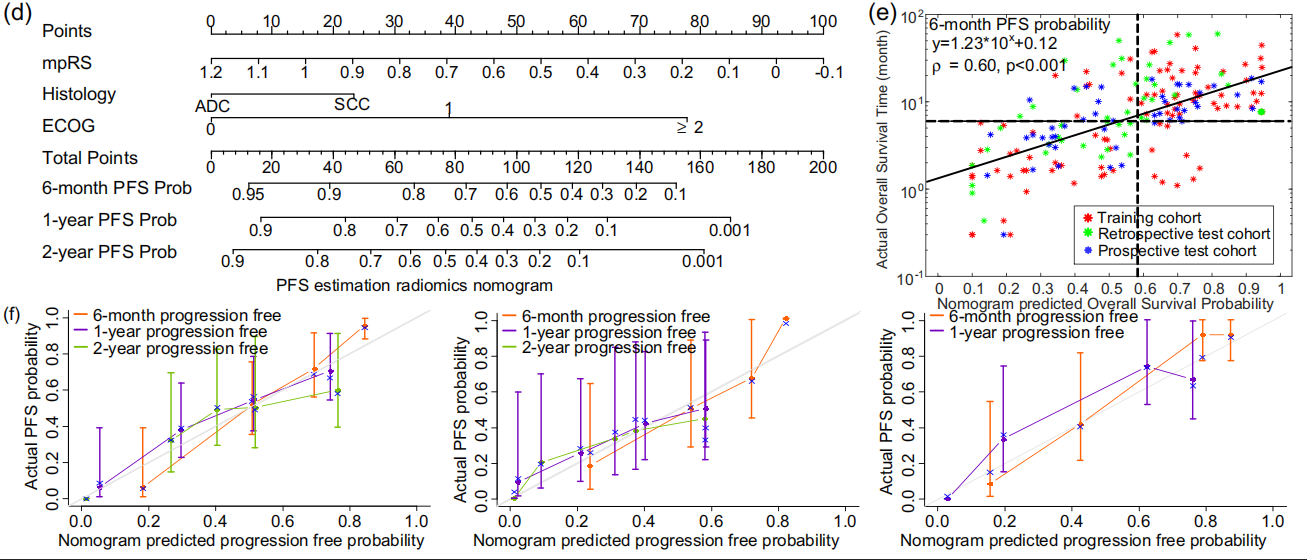 (d)
Points 0 10 20 30 40 50 60 70 80 90 100
mpRS
1.2 1.1 1 0.9 0.8 0.7 0.6 0.5 0.4 0.3 0.2 0.1 0 -0.1
Histology
ADC SCC
1
ECOG
0 ≥ 2
Total Points
0 20 40 60 80 100 120 140 160 180 200
6-month PFS Prob
0.95 0.9 0.8 0.7 0.6 0.5 0.4 0.3 0.2 0.1
1-year PFS Prob
0.9 0.8 0.7 0.6 0.5 0.4 0.3 0.2 0.1 0.001
2-year PFS Prob
0.9 0.8 0.7 0.6 0.5 0.4 0.3 0.2 0.1 0.001
PFS estimation radiomics nomogram
(e)
Actual Overall Survival Time (month)
10²
10¹
10⁰
10⁻¹
6-month PFS probability
y=1.23*10ˣ+0.12
ρ = 0.60, p<0.001
Training cohort
Retrospective test cohort
Prospective test cohort
0 0.1 0.2 0.3 0.4 0.5 0.6 0.7 0.8 0.9 1
Nomogram predicted Overall Survival Probability
(f)
Actual PFS probability
1.0
0.8
0.6
0.4
0.2
0.0
6-month progression free
1-year progression free
2-year progression free
0.0 0.2 0.4 0.6 0.8 1.0
Nomogram predicted progression free probability
Actual PFS probability
1.0
0.8
0.6
0.4
0.2
0.0
6-month progression free
1-year progression free
2-year progression free
0.0 0.2 0.4 0.6 0.8 1.0
Nomogram predicted progression free probability
Actual PFS probability
1.0
0.8
0.6
0.4
0.2
0.0
6-month progression free
1-year progression free
0.0 0.2 0.4 0.6 0.8 1.0
Nomogram predicted progression free probability